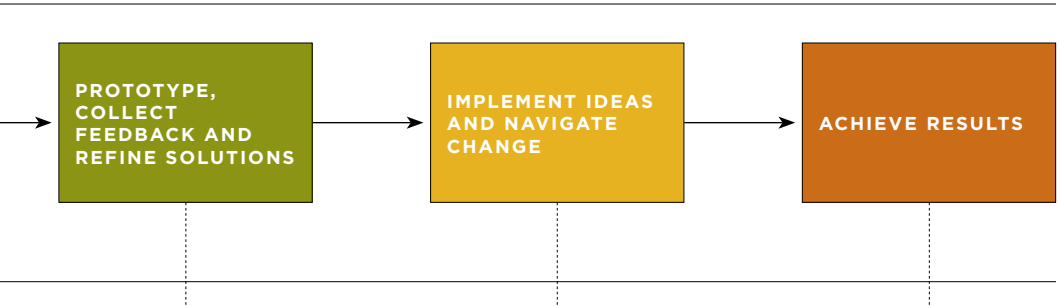 PROTOTYPE,
COLLECT
FEEDBACK AND
REFINE SOLUTIONS
IMPLEMENT IDEAS
AND NAVIGATE
CHANGE
ACHIEVE RESULTS